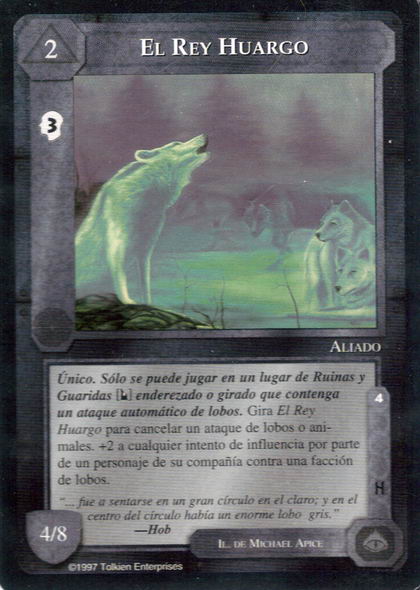 2
EL REY HUARGO
3
ALIADO
Único. Sólo se puede jugar en un lugar de Ruinas y
Guaridas [] enderezado o girado que contenga
un ataque automático de lobos. Gira El Rey
Huargo para cancelar un ataque de lobos o ani-
males. +2 a cualquier intento de influencia por parte
de un personaje de su compañía contra una facción
de lobos.
4
"... fue a sentarse en un gran círculo en el claro; y en el
centro del círculo había un enorme lobo gris."
—Hob
4/8
IL. DE MICHAEL APICE
©1997 Tolkien Enterprises